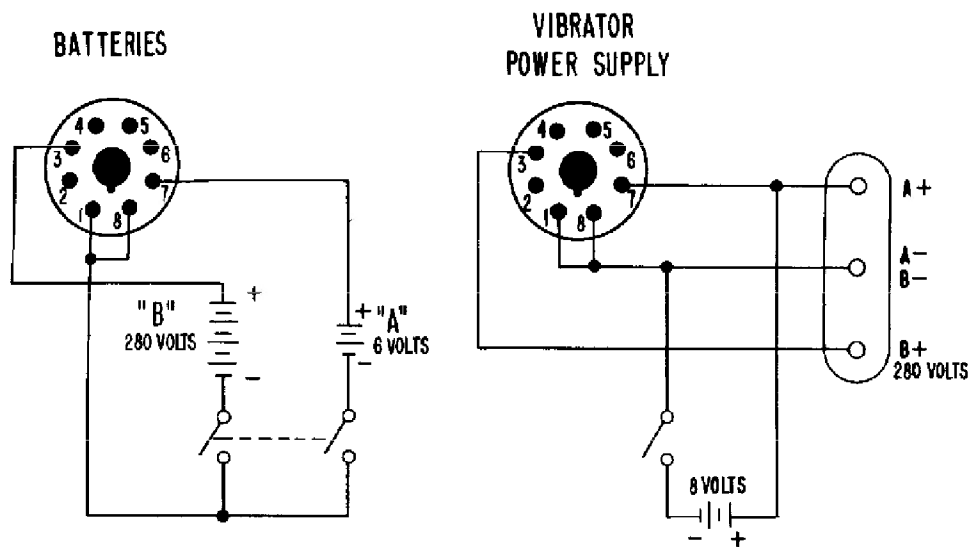 BATTERIES
4 5
3 6
2 7
1 8
"B"
280 VOLTS
+
-
+ "A"
6 VOLTS
-
VIBRATOR
POWER SUPPLY
4 5
3 6
2 7
1 8
A+
A-
B-
B+
280 VOLTS
8 VOLTS
- +